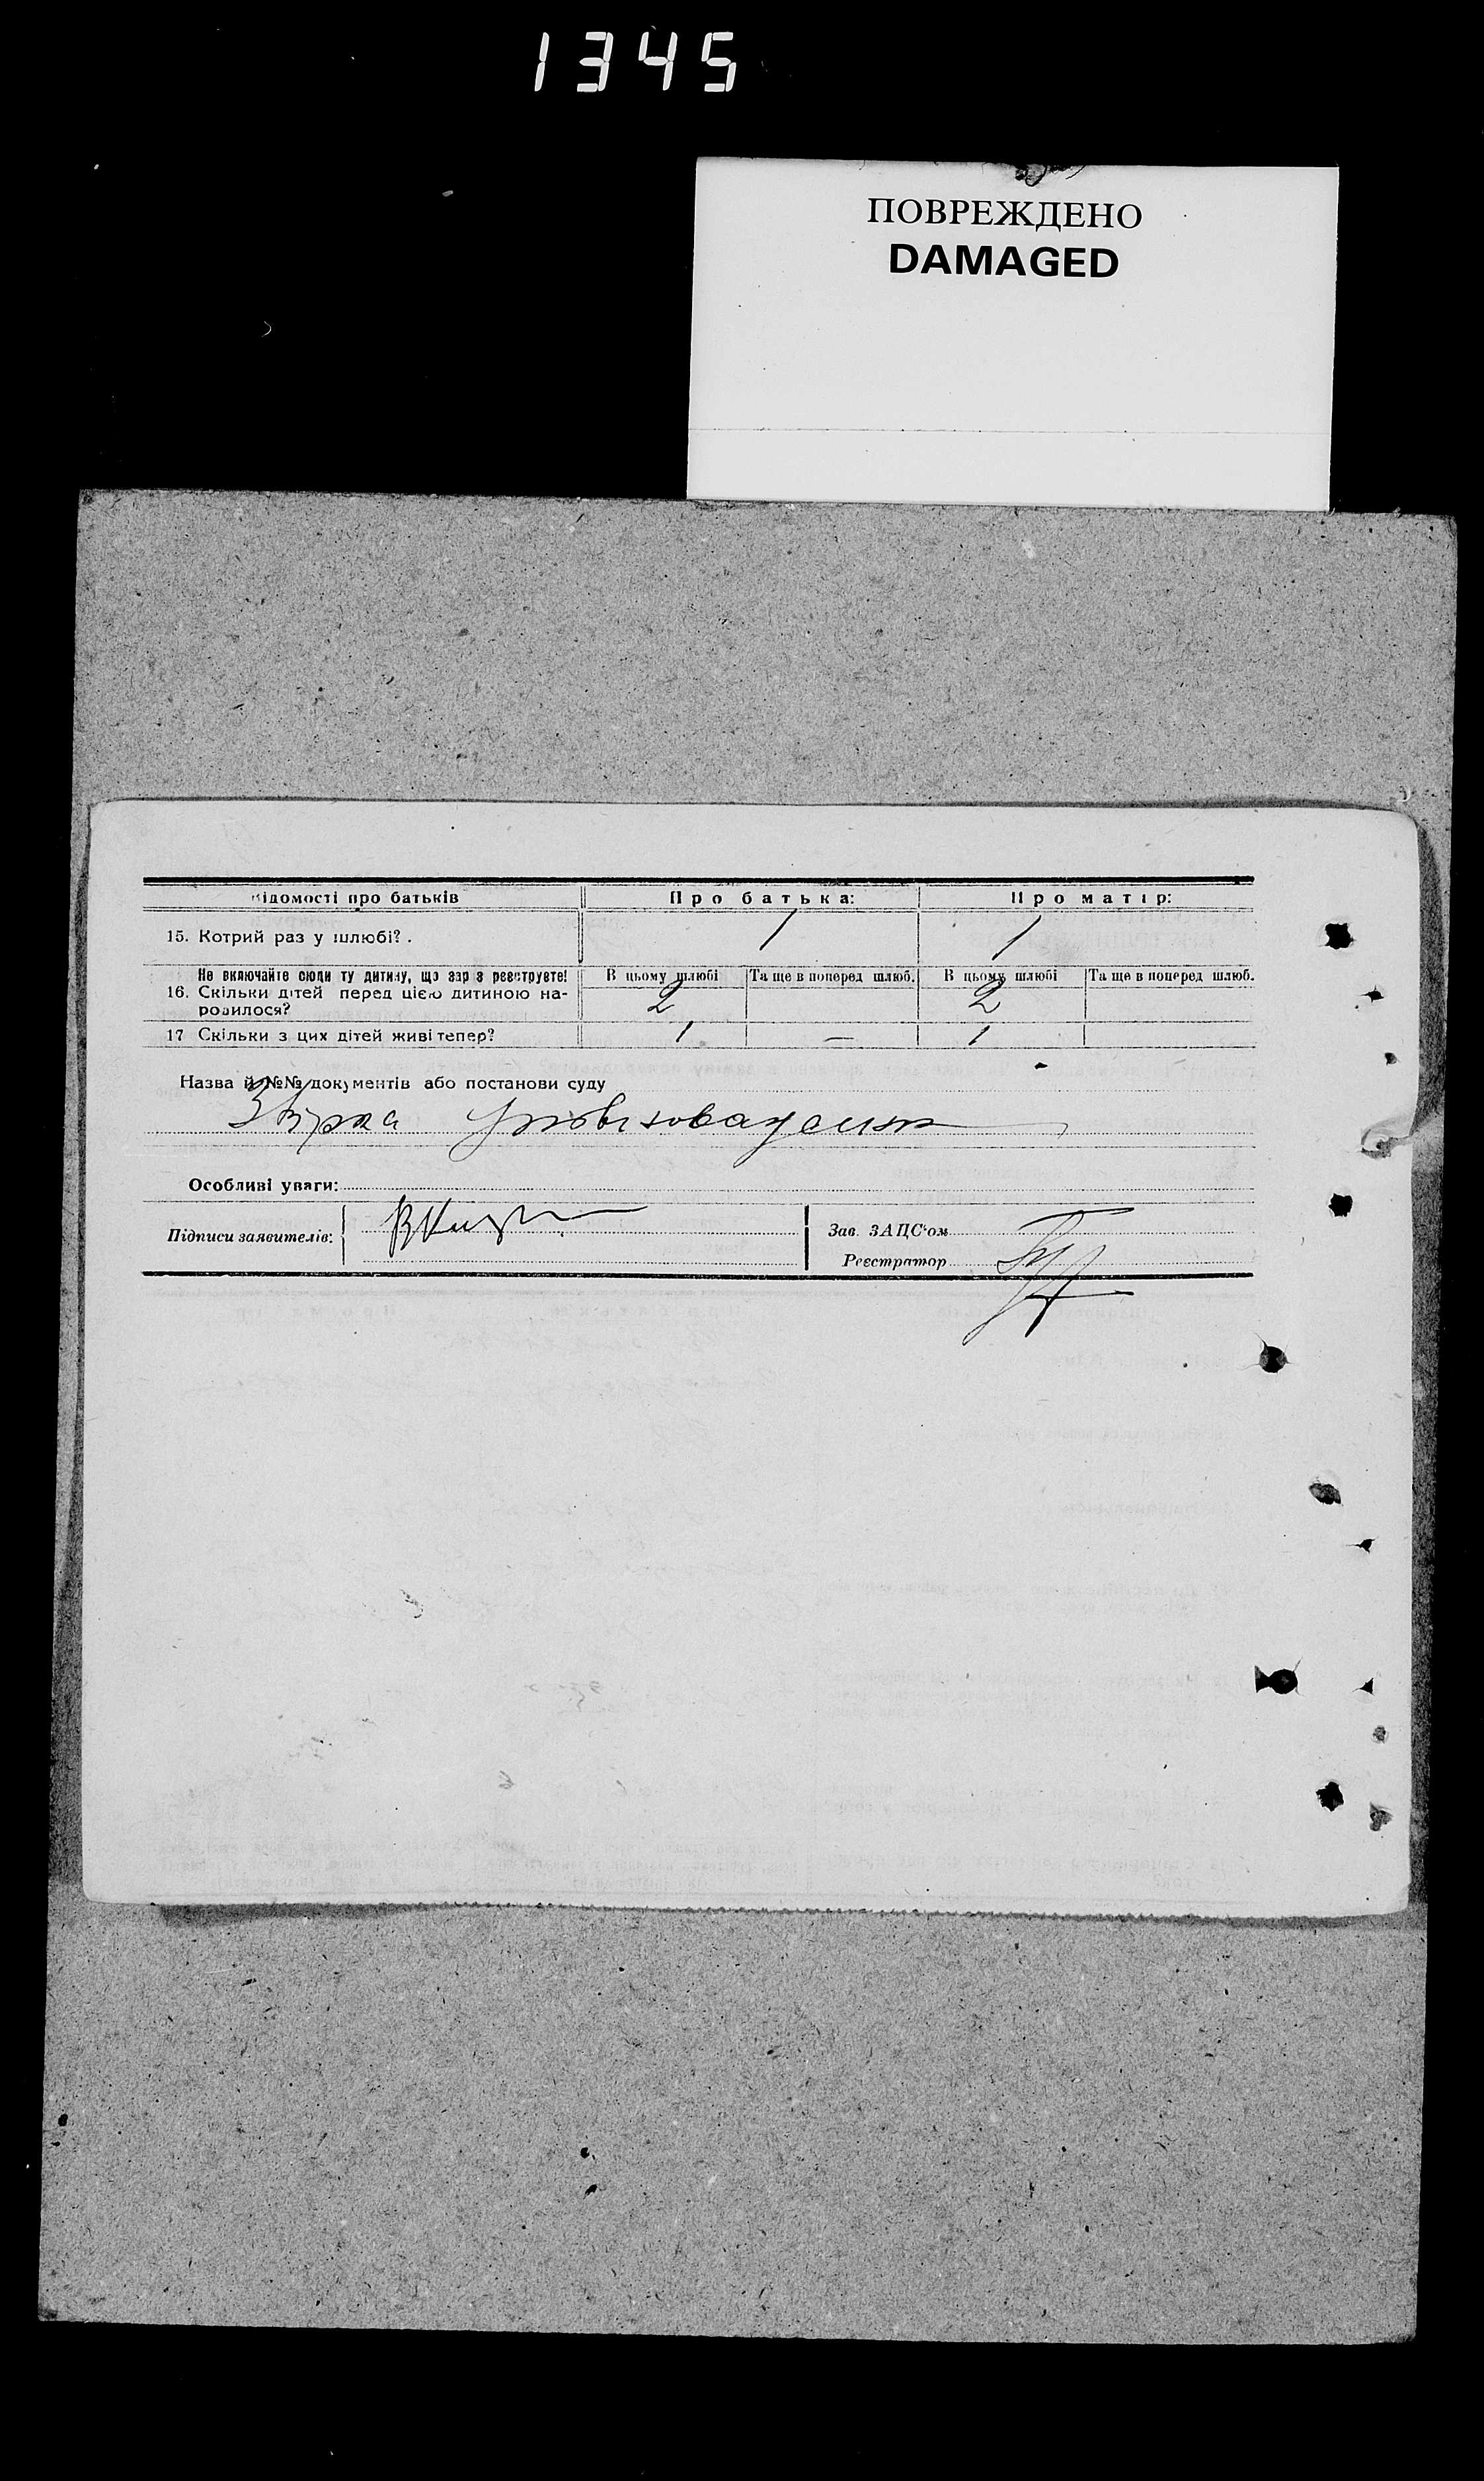 1345
ПОВРЕЖДЕНО
DAMAGED
Відомості про батьків Про батька: Про матір:
15. Котрий раз у шлюбі? . 1 1
Не включайте сюди ту дитину, що зараз реєструєте! В цьому шлюбі Та ще в поперед шлюб. В цьому шлюбі Та ще в поперед шлюб.
16. Скільки дітей перед цією дитиною на-
родилося? 2 2
17 Скільки з цих дітей живі тепер? 1 — 1
Назва й №№ документів або постанови суду
Особливі уваги:
Підписи заявителів: Зав. ЗАЦС'ом
Реєстратор